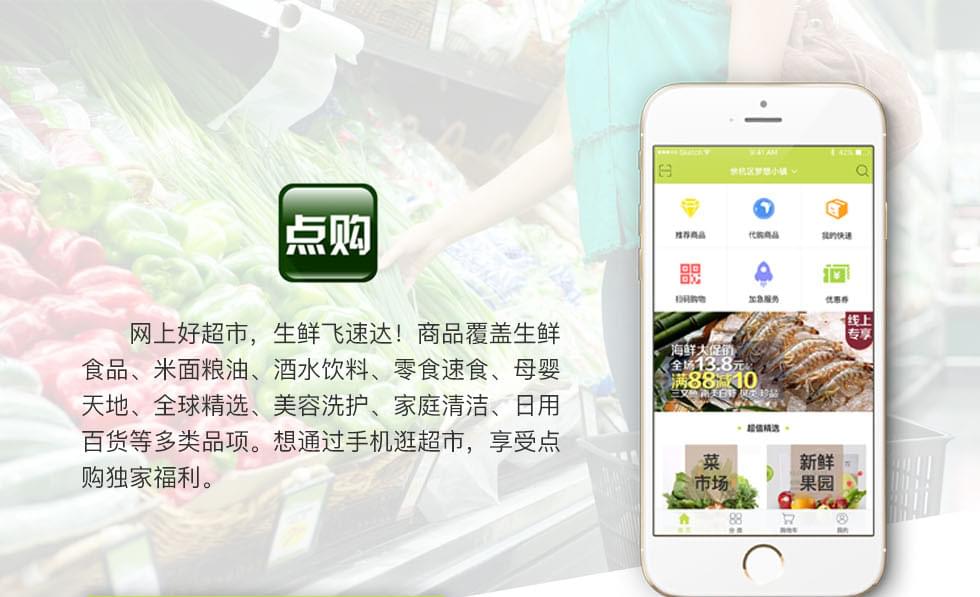 点购
网上好超市，生鲜飞速达！商品覆盖生鲜
食品、米面粮油、酒水饮料、零食速食、母婴
天地、全球精选、美容洗护、家庭清洁、日用
百货等多类品项。想通过手机逛超市，享受点
购独家福利。
Sketch 9:41 AM 42%
余杭区梦想小镇
推荐商品 代购商品 我的快递
扫码购物 加急服务 优惠券
线上
专享
海鲜大促销
全场13.8元
满88减10
超值精选
菜
市场
新鲜
果园
首页 分类 购物车 我的